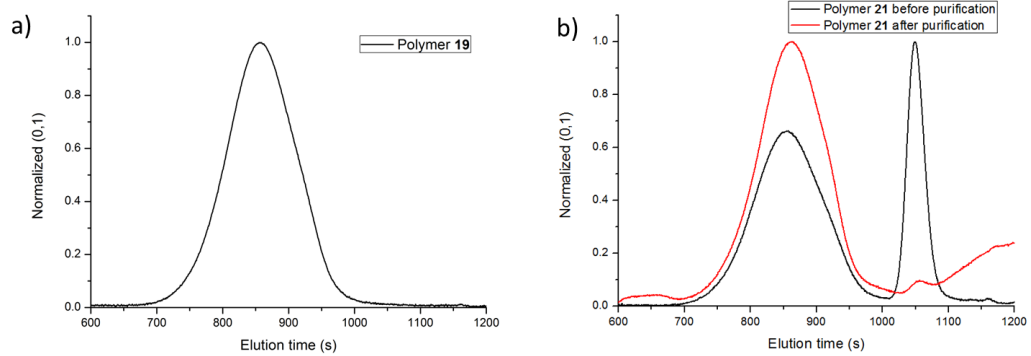 a)
Polymer 19
Normalized (0,1)
1.0
0.8
0.6
0.4
0.2
0.0
600 700 800 900 1000 1100 1200
Elution time (s)
b)
Polymer 21 before purification
Polymer 21 after purification
Normalized (0,1)
1.0
0.8
0.6
0.4
0.2
0.0
600 700 800 900 1000 1100 1200
Elution time (s)